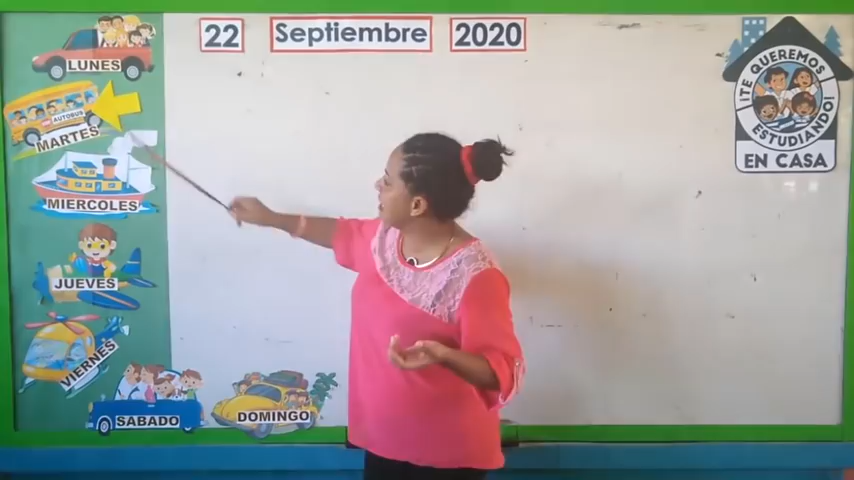 22 Septiembre 2020
LUNES
AUTOBUS
MARTES
MIERCOLES
JUEVES
VIERNES
SABADO
DOMINGO
¡TE QUEREMOS
ESTUDIANDO!
EN CASA